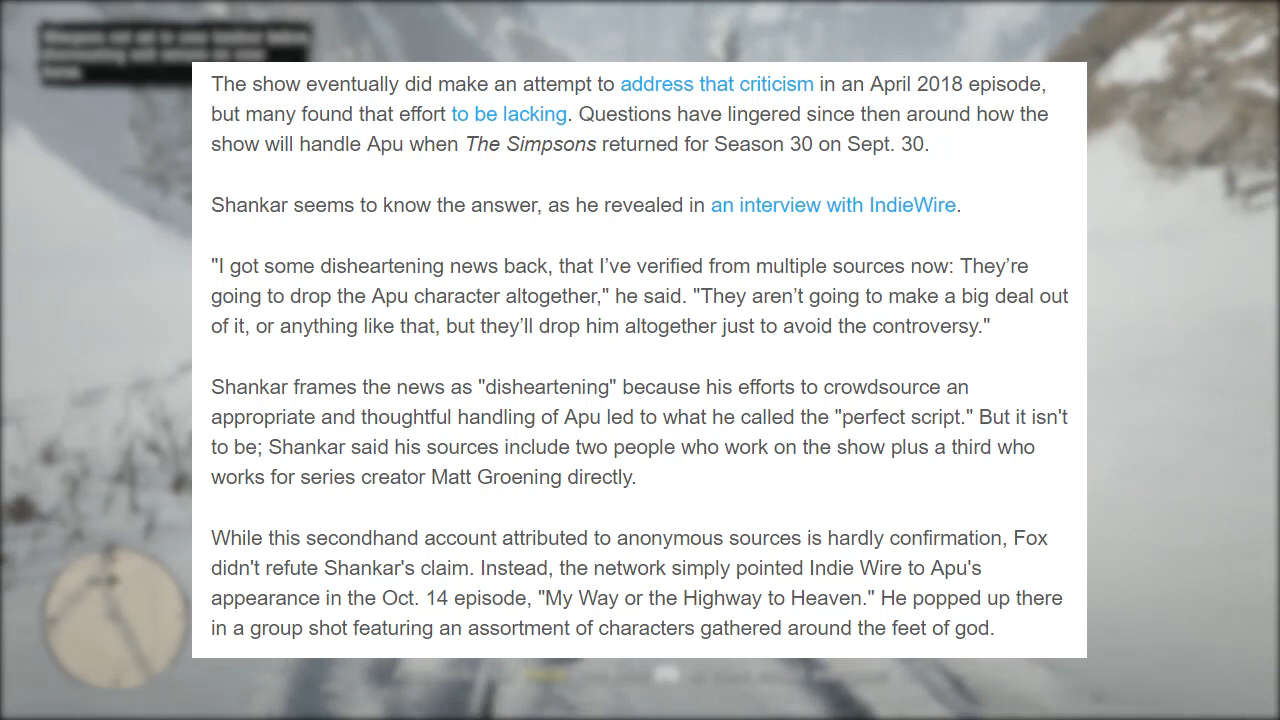 The show eventually did make an attempt to address that criticism in an April 2018 episode,
but many found that effort to be lacking. Questions have lingered since then around how the
show will handle Apu when The Simpsons returned for Season 30 on Sept. 30.
Shankar seems to know the answer, as he revealed in an interview with IndieWire.
"I got some disheartening news back, that I’ve verified from multiple sources now: They’re
going to drop the Apu character altogether," he said. "They aren’t going to make a big deal out
of it, or anything like that, but they’ll drop him altogether just to avoid the controversy."
Shankar frames the news as "disheartening" because his efforts to crowdsource an
appropriate and thoughtful handling of Apu led to what he called the "perfect script." But it isn't
to be; Shankar said his sources include two people who work on the show plus a third who
works for series creator Matt Groening directly.
While this secondhand account attributed to anonymous sources is hardly confirmation, Fox
didn't refute Shankar's claim. Instead, the network simply pointed Indie Wire to Apu's
appearance in the Oct. 14 episode, "My Way or the Highway to Heaven." He popped up there
in a group shot featuring an assortment of characters gathered around the feet of god.